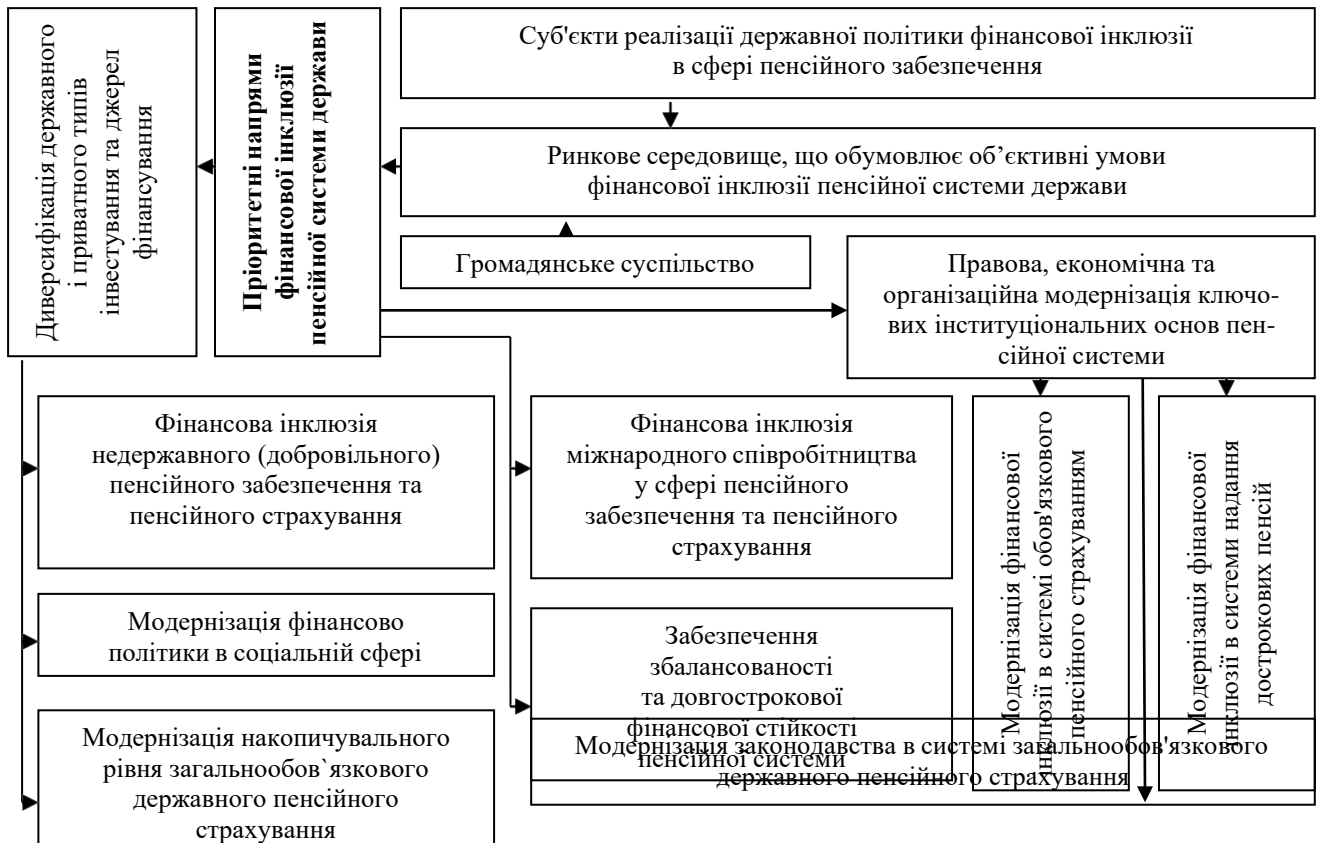 Диверсифікація державного
і приватного типів
інвестування та джерел
фінансування
Пріоритетні напрями
фінансової інклюзії
пенсійної системи держави
Суб'єкти реалізації державної політики фінансової інклюзії
в сфері пенсійного забезпечення
Ринкове середовище, що обумовлює об’єктивні умови
фінансової інклюзії пенсійної системи держави
Громадянське суспільство
Правова, економічна та
організаційна модернізація ключо-
вих інституціональних основ пен-
сійної системи
Фінансова інклюзія
недержавного (добровільного)
пенсійного забезпечення та
пенсійного страхування
Фінансова інклюзія
міжнародного співробітництва
у сфері пенсійного
забезпечення та пенсійного
страхування
Модернізація фінансової
інклюзії в системі обов'язкового
пенсійного страхуванням
Модернізація фінансової
інклюзії в системи надання
дострокових пенсій
Модернізація фінансово
політики в соціальній сфері
Забезпечення
збалансованості
та довгострокової
фінансової стійкості
пенсійної системи
Модернізація накопичувального
рівня загальнообов`язкового
державного пенсійного
страхування
Модернізація законодавства в системі загальнообов'язкового
державного пенсійного страхування